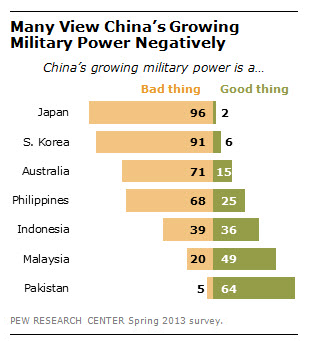 Many View China's Growing
Military Power Negatively
China's growing military power is a…
Bad thing Good thing
Japan 96 2
S. Korea 91 6
Australia 71 15
Philippines 68 25
Indonesia 39 36
Malaysia 20 49
Pakistan 5 64
PEW RESEARCH CENTER Spring 2013 survey.